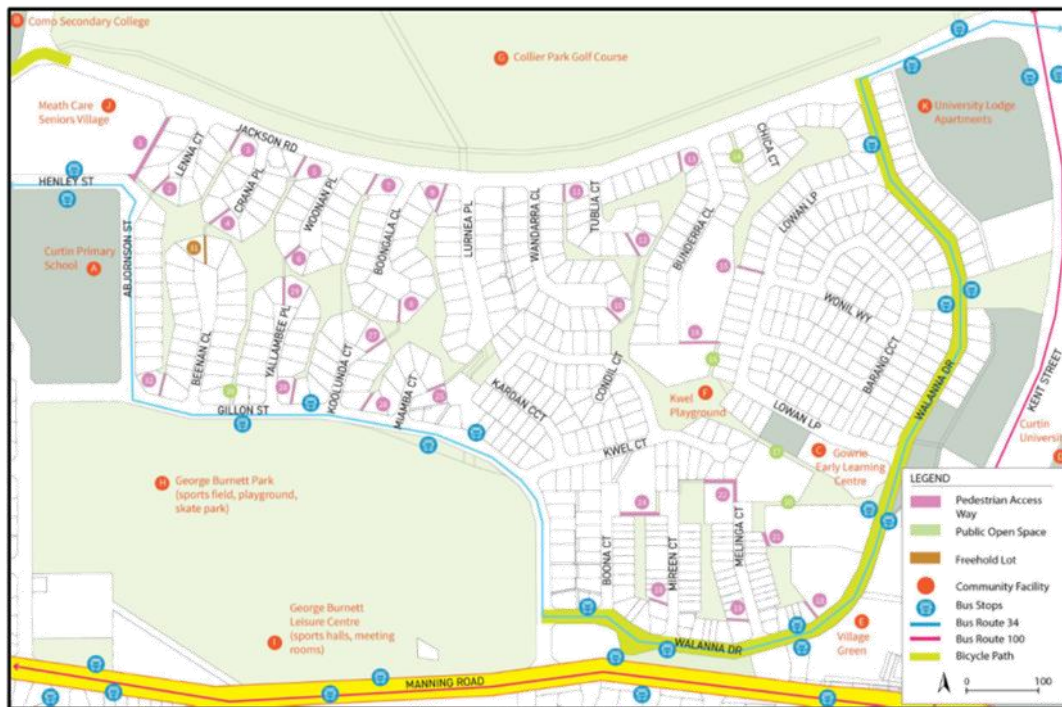 B Como Secondary College
G Collier Park Golf Course
J Meath Care
Seniors Village
K University Lodge
Apartments
JACKSON RD
LENNA CT
CRANA PL
WOONAN PL
BOONGALA CL
LURNEA PL
WANDARRA CL
TUBLIA CT
CHICA CT
BUNDERRA CL
LOWAN LP
HENLEY ST
Curtin Primary
School
A
ABJORNSON ST
WONIL WY
BARANG CCT
WALANNA DR
KENT STREET
BEENAN CL
YALLAMBEE PL
KOOLUNDA CT
MIAMBA CT
GILLON ST
KARDAN CCT
CONDIL CT
Kwel
Playground
F
KWEL CT
LOWAN LP
C Gowrie
Early Learning
Centre
Curtin
University
H George Burnett Park
(sports field, playground,
skate park)
BOONA CT
MIREEN CT
MELINGA CT
George Burnett
Leisure Centre
(sports halls, meeting
rooms)
I
WALANNA DR
E
Village
Green
MANNING ROAD
LEGEND
Pedestrian Access
Way
Public Open Space
Freehold Lot
Community Facility
Bus Stops
Bus Route 34
Bus Route 100
Bicycle Path
0 100